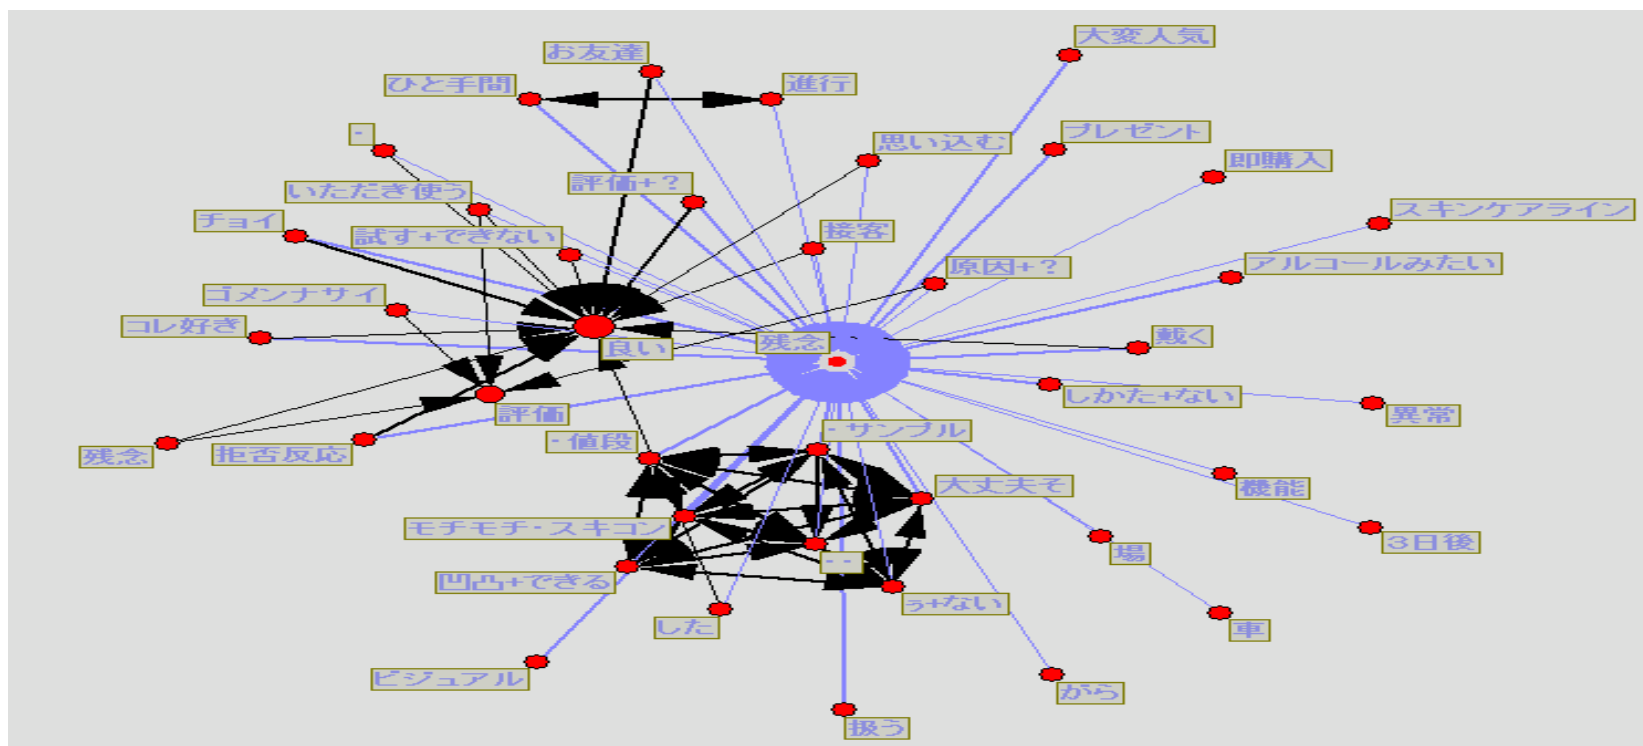 大変人気
お友達
ひと手間
進行
・
思い込む
プレゼント
即購入
いただき使う
評価+?
チョイ
試す+できない
接客
スキンケアライン
原因+?
アルコールみたい
ゴメンナサイ
コレ好き
良い
残念
戴く
しかた+ない
評価
異常
残念
拒否反応
・値段
・サンプル
機能
大丈夫そ
モチモチ・スキコン
・・
場
3日後
凹凸+できる
ぅ+ない
した
車
ビジュアル
がら
扱う